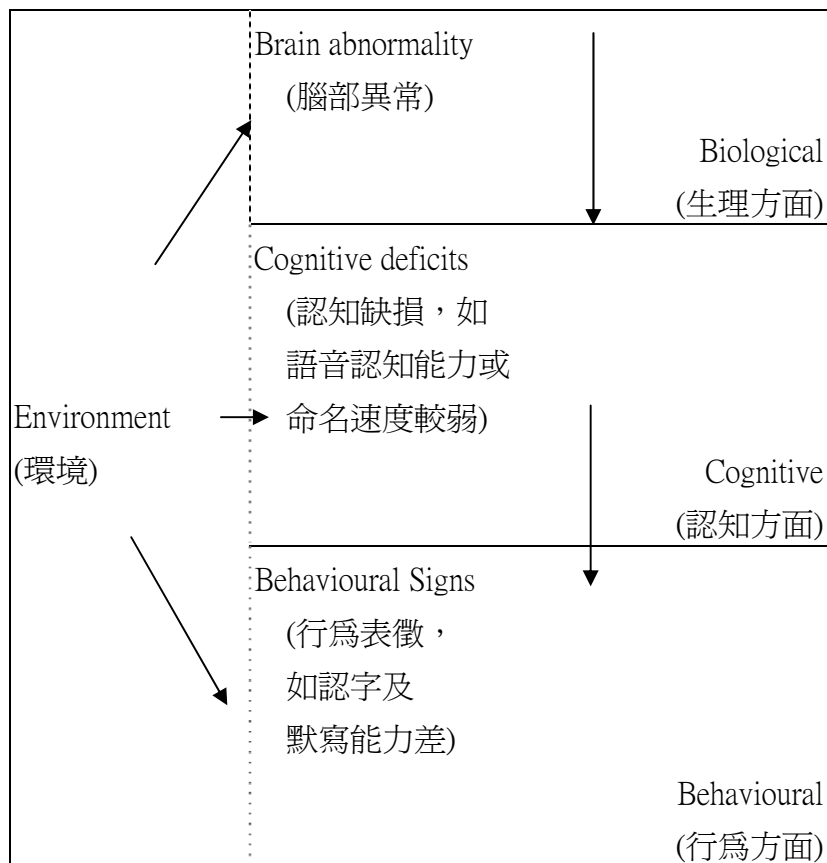 Brain abnormality
(腦部異常)
Biological
(生理方面)
Cognitive deficits
(認知缺損，如
語音認知能力或
命名速度較弱)
Environment
(環境)
Cognitive
(認知方面)
Behavioural Signs
(行爲表徵，
如認字及
默寫能力差)
Behavioural
(行爲方面)